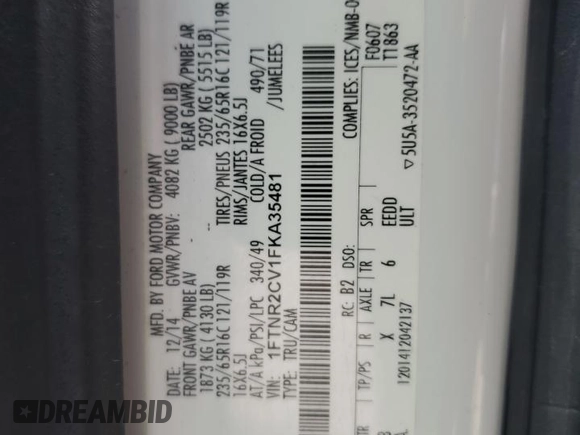 MFD. BY FORD MOTOR COMPANY
DATE: 12/14 GVWR/PNBV: 4082 KG ( 9000 LB)
FRONT GAWR/PNBE AV REAR GAWR/PNBE AR
1873 KG ( 4130 LB) 2502 KG ( 5515 LB)
235/65R16C 121/119R TIRES/PNEUS 235/65R16C 121/119R
16X6.5J RIMS/JANTES 16X6.5J
AT/A kPa/PSI/LPC 340/49 COLD/A FROID 490/71
VIN: 1FTNR2CV1FKA35481 /JUMELEES
TYPE: TRU/CAM
COMPLIES: ICES/NMB-0
RC: B2 DSO: F0607
T1863
TP/PS R AXLE TR SPR
X 7L 6 EEDD
ULT
1201412042137
▽5U5A-3520472-AA
DREAMBID